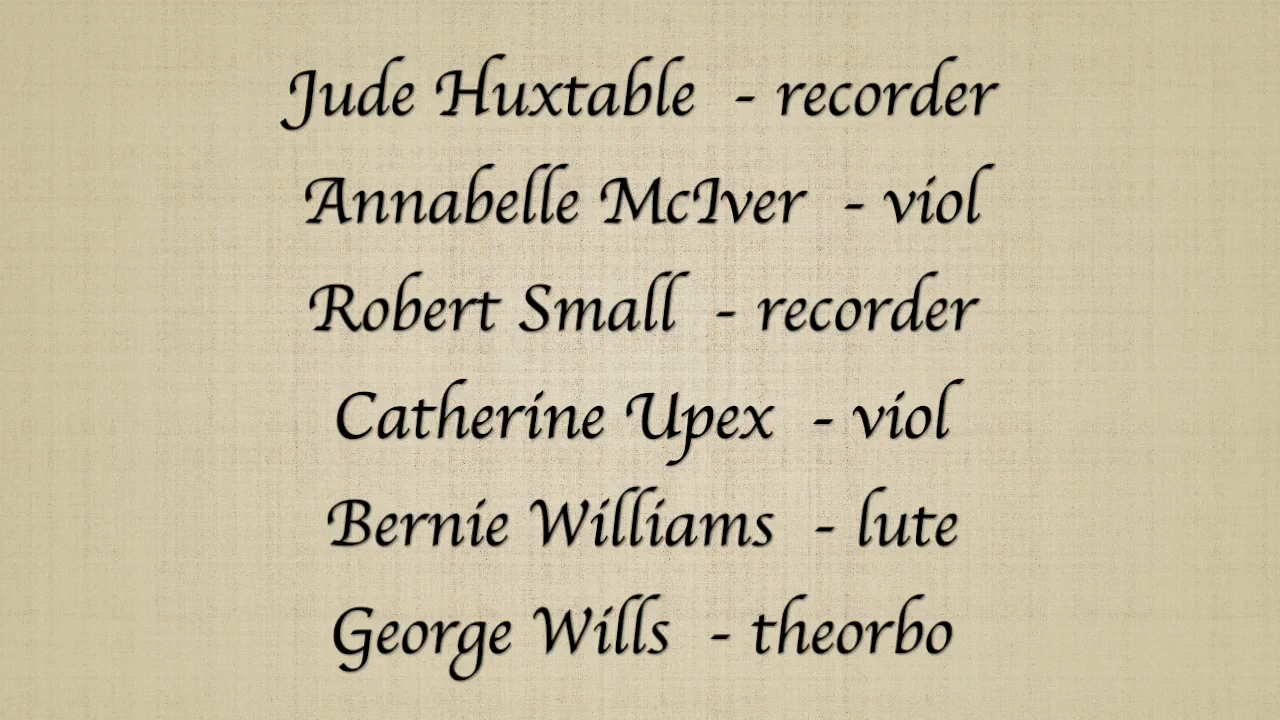 Jude Huxtable - recorder
Annabelle McIver - viol
Robert Small - recorder
Catherine Upex - viol
Bernie Williams - lute
George Wills - theorbo